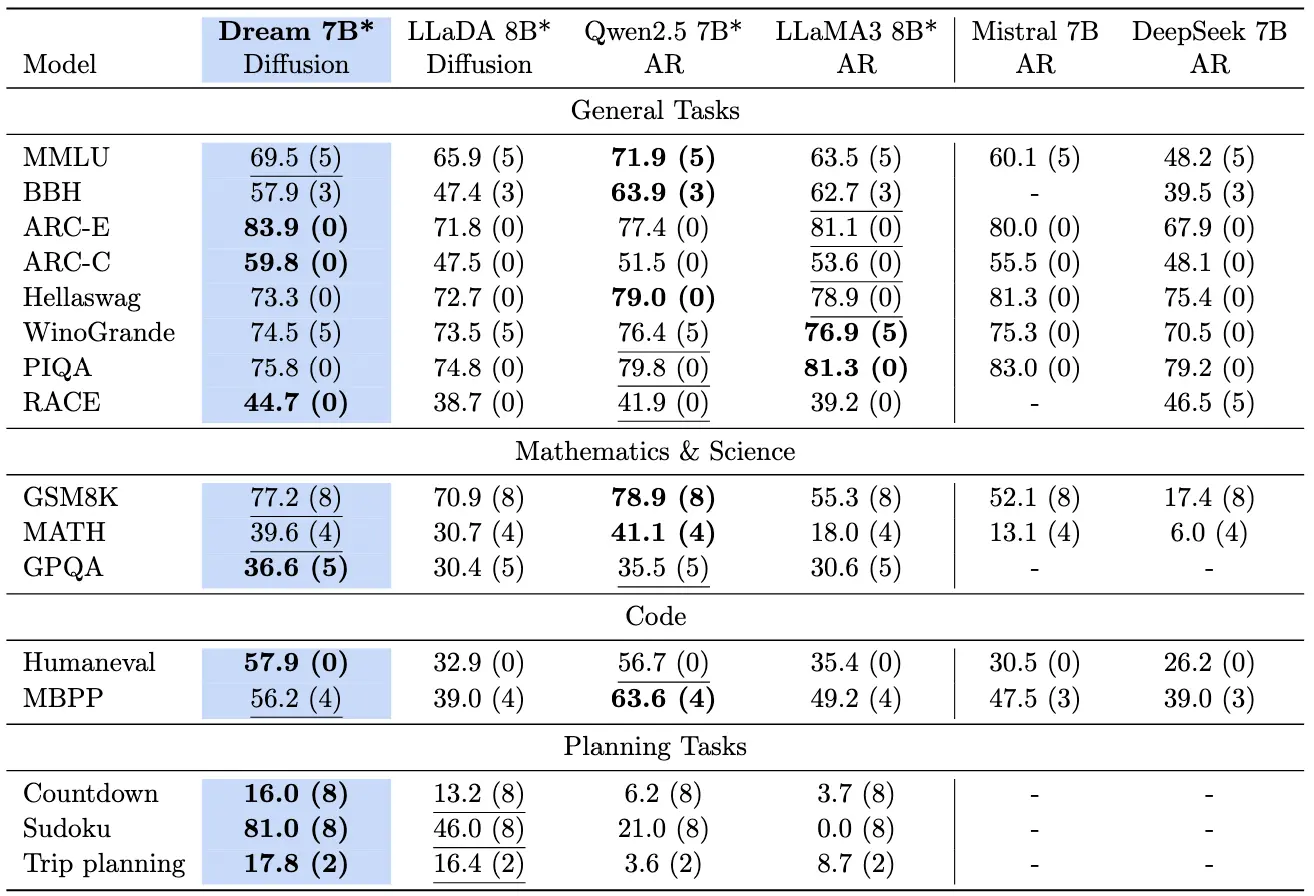 Dream 7B* LLaDA 8B* Qwen2.5 7B* LLaMA3 8B* Mistral 7B DeepSeek 7B
Model Diffusion Diffusion AR AR AR AR
General Tasks
MMLU 69.5 (5) 65.9 (5) 71.9 (5) 63.5 (5) 60.1 (5) 48.2 (5)
BBH 57.9 (3) 47.4 (3) 63.9 (3) 62.7 (3) - 39.5 (3)
ARC-E 83.9 (0) 71.8 (0) 77.4 (0) 81.1 (0) 80.0 (0) 67.9 (0)
ARC-C 59.8 (0) 47.5 (0) 51.5 (0) 53.6 (0) 55.5 (0) 48.1 (0)
Hellaswag 73.3 (0) 72.7 (0) 79.0 (0) 78.9 (0) 81.3 (0) 75.4 (0)
WinoGrande 74.5 (5) 73.5 (5) 76.4 (5) 76.9 (5) 75.3 (0) 70.5 (0)
PIQA 75.8 (0) 74.8 (0) 79.8 (0) 81.3 (0) 83.0 (0) 79.2 (0)
RACE 44.7 (0) 38.7 (0) 41.9 (0) 39.2 (0) - 46.5 (5)
Mathematics & Science
GSM8K 77.2 (8) 70.9 (8) 78.9 (8) 55.3 (8) 52.1 (8) 17.4 (8)
MATH 39.6 (4) 30.7 (4) 41.1 (4) 18.0 (4) 13.1 (4) 6.0 (4)
GPQA 36.6 (5) 30.4 (5) 35.5 (5) 30.6 (5) - -
Code
Humaneval 57.9 (0) 32.9 (0) 56.7 (0) 35.4 (0) 30.5 (0) 26.2 (0)
MBPP 56.2 (4) 39.0 (4) 63.6 (4) 49.2 (4) 47.5 (3) 39.0 (3)
Planning Tasks
Countdown 16.0 (8) 13.2 (8) 6.2 (8) 3.7 (8) - -
Sudoku 81.0 (8) 46.0 (8) 21.0 (8) 0.0 (8) - -
Trip planning 17.8 (2) 16.4 (2) 3.6 (2) 8.7 (2) - -